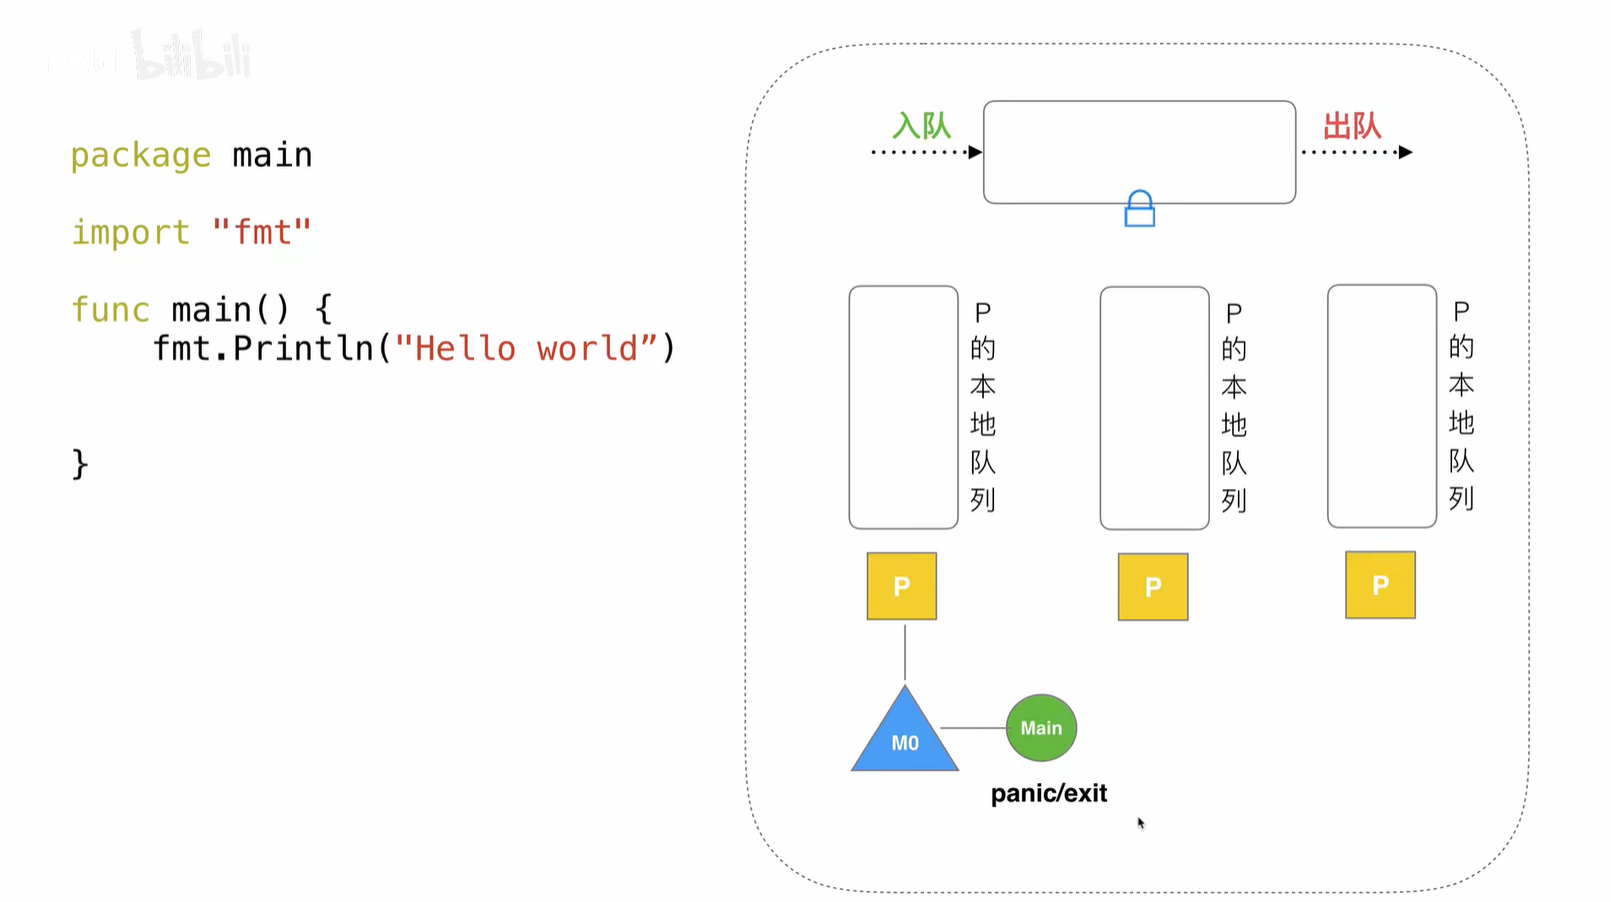 bilibili
package main
import "fmt"
func main() {
fmt.Println("Hello world”)
}
入队
出队
P的本地队列
P的本地队列
P的本地队列
P
P
P
M0
Main
panic/exit